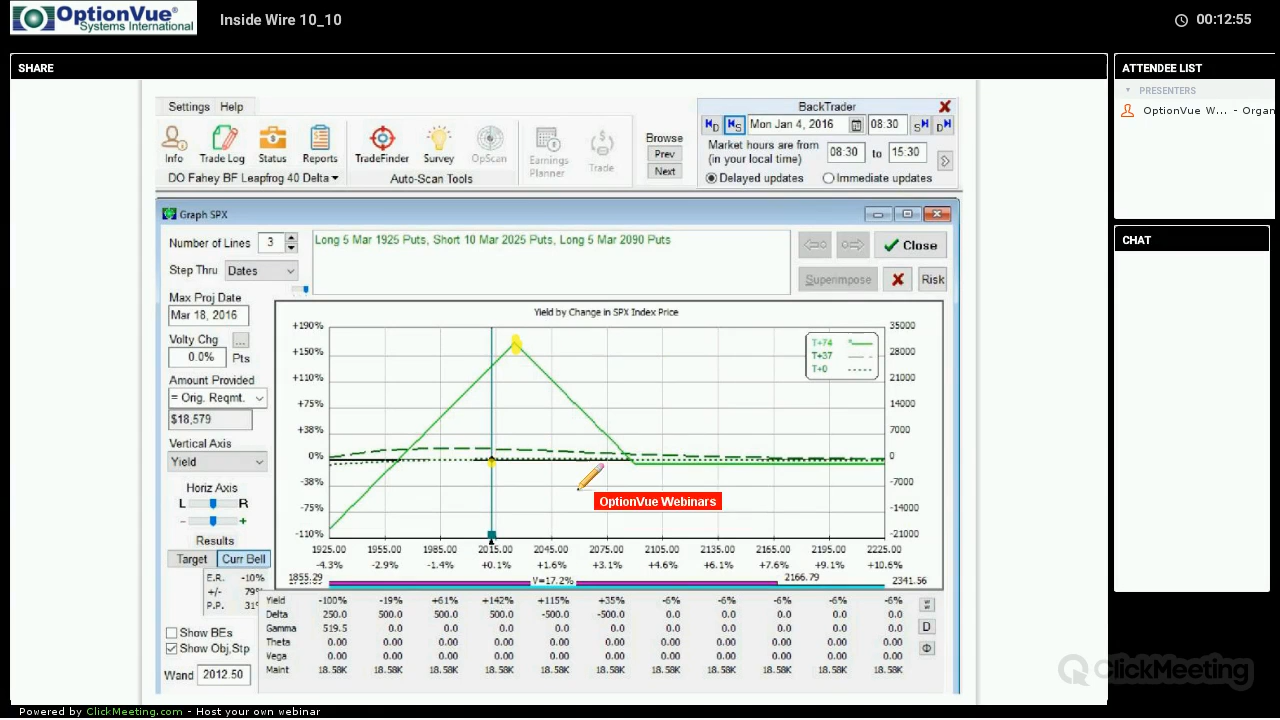 OptionVue
Systems International
Inside Wire 10_10
00:12:55
SHARE
ATTENDEE LIST
PRESENTERS
OptionVue W... - Organ
CHAT
Settings Help
Info Trade Log Status Reports TradeFinder Survey OpScan Earnings Planner Trade
DO Fahey BF Leapfrog 40 Delta
Auto-Scan Tools
Browse
Prev
Next
BackTrader
D S Mon Jan 4, 2016 08:30 S D
Market hours are from
(in your local time) 08:30 to 15:30
Delayed updates Immediate updates
Graph SPX
Number of Lines 3
Long 5 Mar 1925 Puts, Short 10 Mar 2025 Puts, Long 5 Mar 2090 Puts
Close
Step Thru Dates
Superimpose Risk
Max Proj Date
Mar 18, 2016
Volty Chg ...
0.0% Pts
Amount Provided
= Orig. Reqmt.
$18,579
Vertical Axis
Yield
Horiz Axis
L R
- +
Results
Target Curr Bell
E.R. -10%
+/- 79%
P.P. 31%
Show BEs
Show Obj,Stp
Wand 2012.50
Yield by Change in SPX Index Price
+190% 35000
+150% 28000
+110% 21000
+75% 14000
+38% 7000
0% 0
-38% -7000
-75% -14000
-110% -21000
T+74
T+37
T+0
OptionVue Webinars
1925.00 1955.00 1985.00 2015.00 2045.00 2075.00 2105.00 2135.00 2165.00 2195.00 2225.00
-4.3% -2.9% -1.4% +0.1% +1.6% +3.1% +4.6% +6.1% +7.6% +9.1% +10.6%
1855.29 V=17.2% 2166.79 2341.56
Yield -100% -19% +61% +142% +115% +35% -6% -6% -6% -6% -6%
Delta 250.0 500.0 500.0 500.0 -500.0 -500.0 0.0 0.0 0.0 0.0 0.0
Gamma 519.5 0.0 0.0 0.0 0.0 0.0 0.0 0.0 0.0 0.0 0.0
Theta 0.00 0.00 0.00 0.00 0.00 0.00 0.00 0.00 0.00 0.00 0.00
Vega 0.00 0.00 0.00 0.00 0.00 0.00 0.00 0.00 0.00 0.00 0.00
Maint 18.58K 18.58K 18.58K 18.58K 18.58K 18.58K 18.58K 18.58K 18.58K 18.58K 18.58K
D
Φ
ClickMeeting
Powered by ClickMeeting.com - Host your own webinar